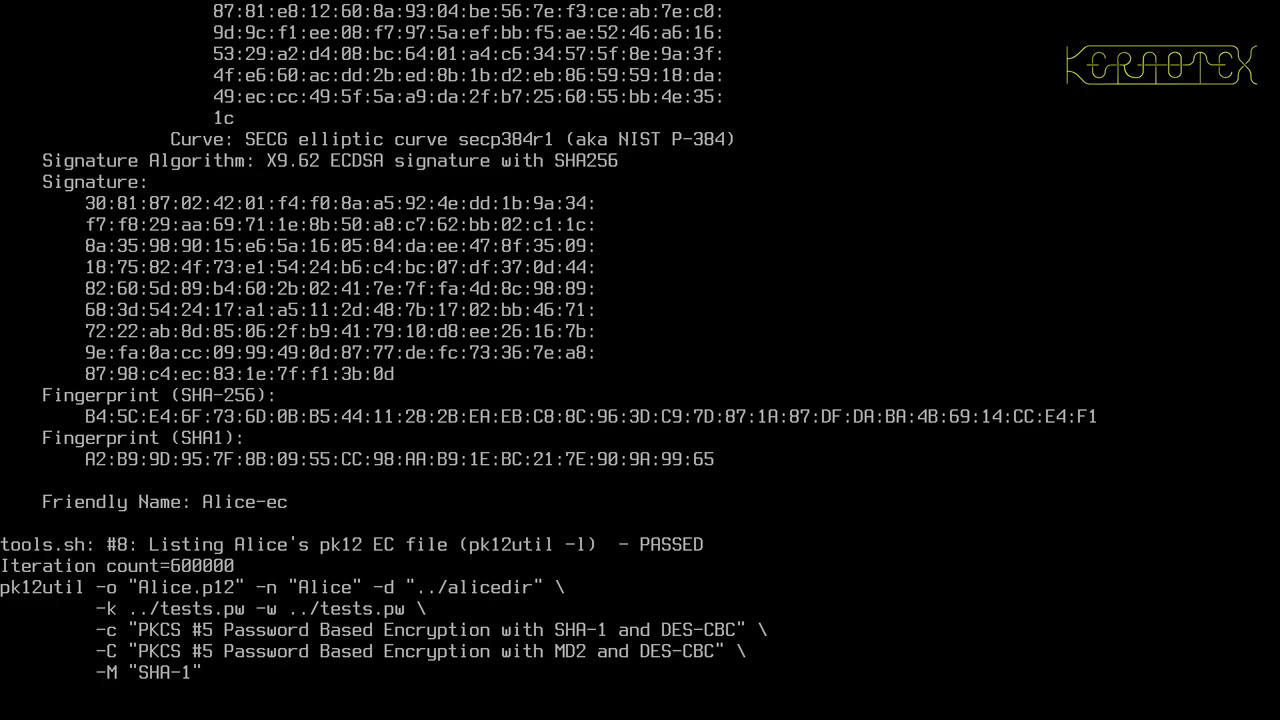 87:81:e8:12:60:8a:93:04:be:56:7e:f3:ce:ab:7e:c0:
9d:9c:f1:ee:08:f7:97:5a:ef:bb:f5:ae:52:46:a6:16:
53:29:a2:d4:08:bc:64:01:a4:c6:34:57:5f:8e:9a:3f:
4f:e6:60:ac:dd:2b:ed:8b:1b:d2:eb:86:59:59:18:da:
49:ec:cc:49:5f:5a:a9:da:2f:b7:25:60:55:bb:4e:35:
1c
Curve: SECG elliptic curve secp384r1 (aka NIST P-384)
Signature Algorithm: X9.62 ECDSA signature with SHA256
Signature:
30:81:87:02:42:01:f4:f0:8a:a5:92:4e:dd:1b:9a:34:
f7:f8:29:aa:69:71:1e:8b:50:a8:c7:62:bb:02:c1:1c:
8a:35:98:90:15:e6:5a:16:05:84:da:ee:47:8f:35:09:
18:75:82:4f:73:e1:54:24:b6:c4:bc:07:df:37:0d:44:
82:60:5d:89:b4:60:2b:02:41:7e:7f:fa:4d:8c:98:89:
68:3d:54:24:17:a1:a5:11:2d:48:7b:17:02:bb:46:71:
72:22:ab:8d:85:06:2f:b9:41:79:10:d8:ee:26:16:7b:
9e:fa:0a:cc:09:99:49:0d:87:77:de:fc:73:36:7e:a8:
87:98:c4:ec:83:1e:7f:f1:3b:0d
Fingerprint (SHA-256):
B4:5C:E4:6F:73:6D:0B:B5:44:11:28:2B:EA:EB:C8:8C:96:3D:C9:7D:87:1A:87:DF:DA:BA:4B:69:14:CC:E4:F1
Fingerprint (SHA1):
A2:B9:9D:95:7F:8B:09:55:CC:98:AA:B9:1E:BC:21:7E:90:9A:99:65
Friendly Name: Alice-ec
tools.sh: #8: Listing Alice's pk12 EC file (pk12util -l)  - PASSED
Iteration count=600000
pk12util -o "Alice.p12" -n "Alice" -d "../alicedir" \
-k ../tests.pw -w ../tests.pw \
-c "PKCS #5 Password Based Encryption with SHA-1 and DES-CBC" \
-C "PKCS #5 Password Based Encryption with MD2 and DES-CBC" \
-M "SHA-1"